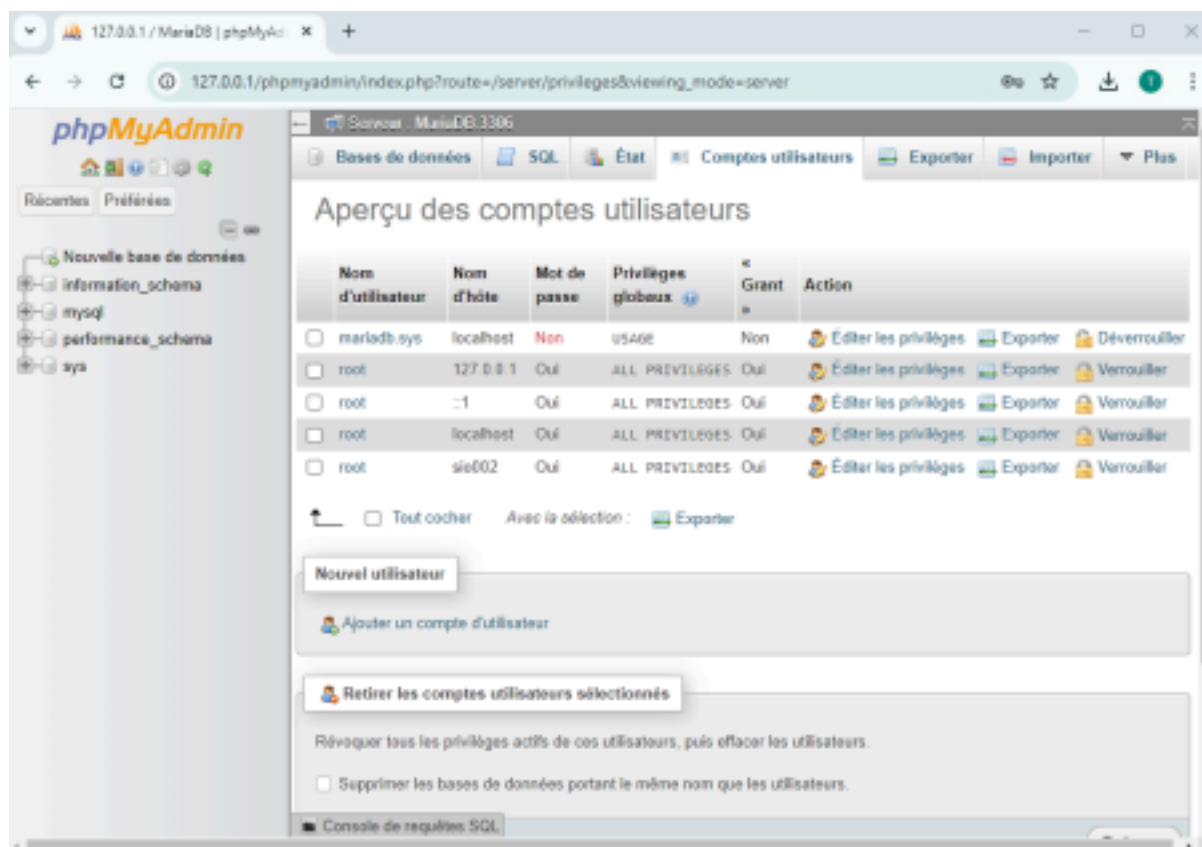 127.0.0.1 / MariaDB | phpMyAd
127.0.0.1/phpmyadmin/index.php?route=/server/privileges&viewing_mode=server
T
phpMyAdmin
Serveur : MariaDB:3306
Bases de données SQL État Comptes utilisateurs Exporter Importer Plus
Récentes Préférées
Nouvelle base de données
information_schema
mysql
performance_schema
sys
Aperçu des comptes utilisateurs
Nom d'utilisateur Nom d'hôte Mot de passe Privilèges globaux « Grant » Action
mariadb.sys localhost Non USAGE Non Éditer les privilèges Exporter Déverrouiller
root 127.0.0.1 Oui ALL PRIVILEGES Oui Éditer les privilèges Exporter Verrouiller
root ::1 Oui ALL PRIVILEGES Oui Éditer les privilèges Exporter Verrouiller
root localhost Oui ALL PRIVILEGES Oui Éditer les privilèges Exporter Verrouiller
root sio002 Oui ALL PRIVILEGES Oui Éditer les privilèges Exporter Verrouiller
Tout cocher Avec la sélection : Exporter
Nouvel utilisateur
Ajouter un compte d'utilisateur
Retirer les comptes utilisateurs sélectionnés
Révoquer tous les privilèges actifs de ces utilisateurs, puis effacer les utilisateurs.
Supprimer les bases de données portant le même nom que les utilisateurs.
Console de requêtes SQL